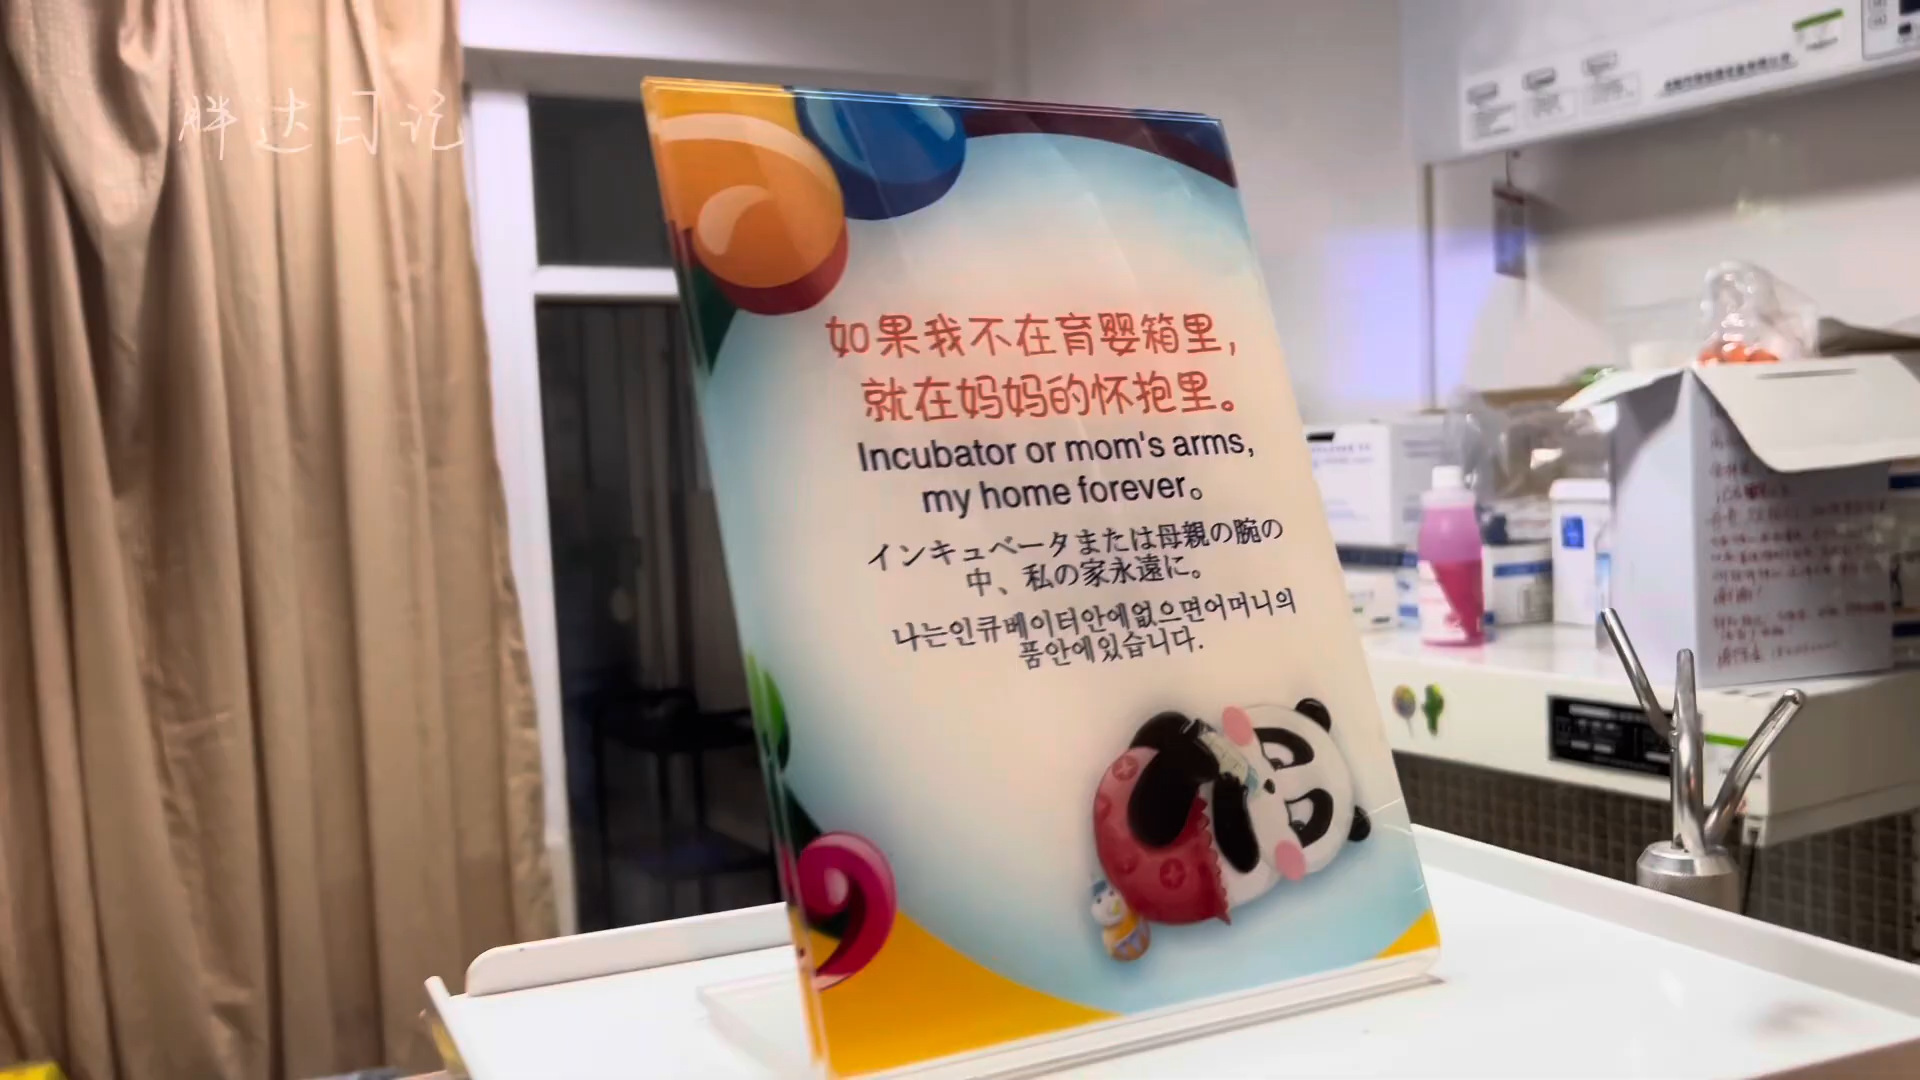 胖达日记
如果我不在育婴箱里,
就在妈妈的怀抱里。
Incubator or mom's arms,
my home forever。
インキュベータまたは母親の腕の
中、私の家永遠に。
나는인큐베이터안에없으면어머니의
품안에있습니다.